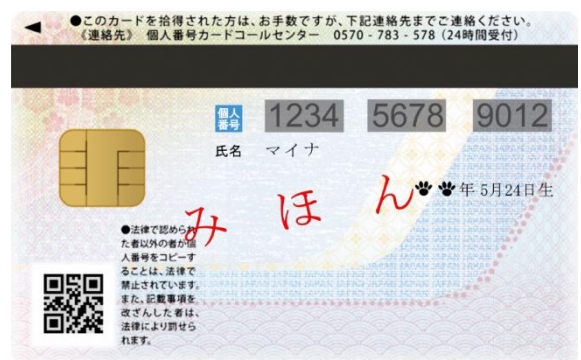 ●このカードを拾得された方は、お手数ですが、下記連絡先までご連絡ください。
《連絡先》 個人番号カードコールセンター 0570-783-578(24時間受付)
個人番号 1234 5678 9012
氏名 マイナ
年 5月24日生
みほん
●法律で認められ
た者以外の者が個
人番号をコピーす
ることは、法律で
禁止されています。
また、記載事項を
改ざんした者は、
法律により罰せら
れます。